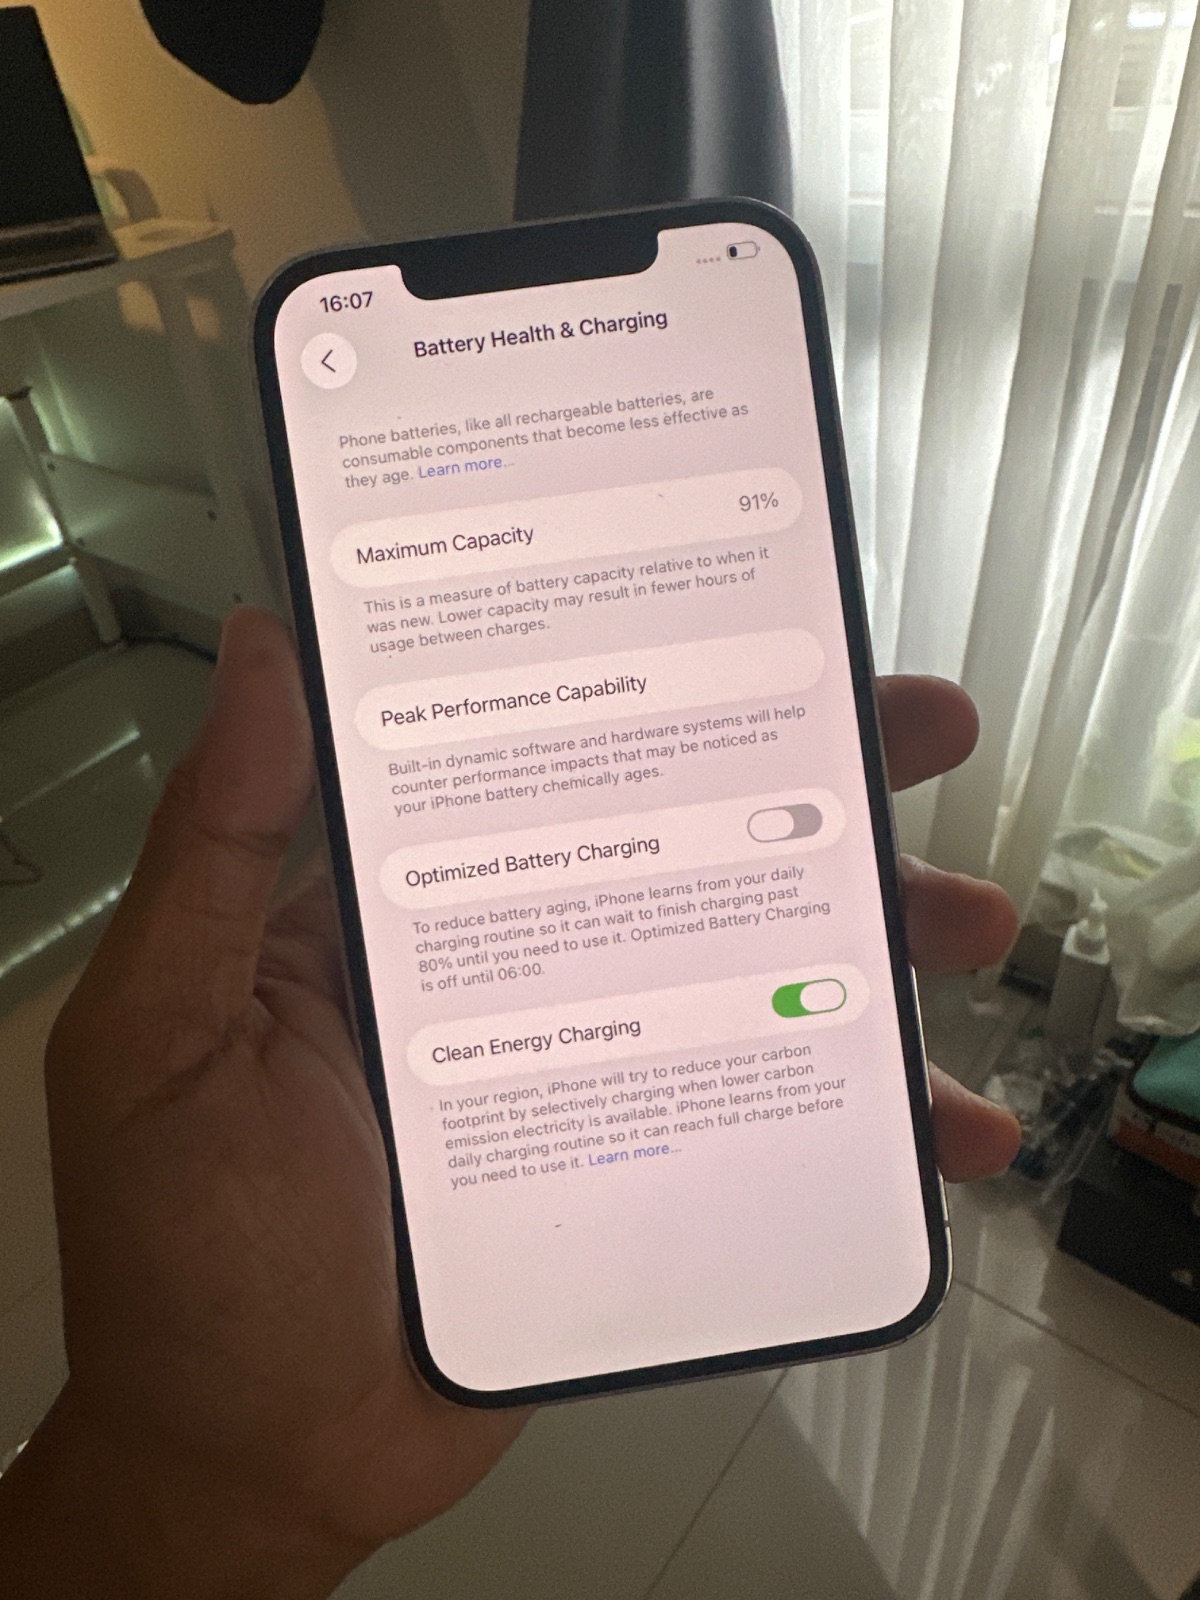 16:07
Battery Health & Charging
Phone batteries, like all rechargeable batteries, are
consumable components that become less effective as
they age. Learn more...
Maximum Capacity 91%
This is a measure of battery capacity relative to when it
was new. Lower capacity may result in fewer hours of
usage between charges.
Peak Performance Capability
Built-in dynamic software and hardware systems will help
counter performance impacts that may be noticed as
your iPhone battery chemically ages.
Optimized Battery Charging
To reduce battery aging, iPhone learns from your daily
charging routine so it can wait to finish charging past
80% until you need to use it. Optimized Battery Charging
is off until 06:00.
Clean Energy Charging
In your region, iPhone will try to reduce your carbon
footprint by selectively charging when lower carbon
emission electricity is available. iPhone learns from your
daily charging routine so it can reach full charge before
you need to use it. Learn more...